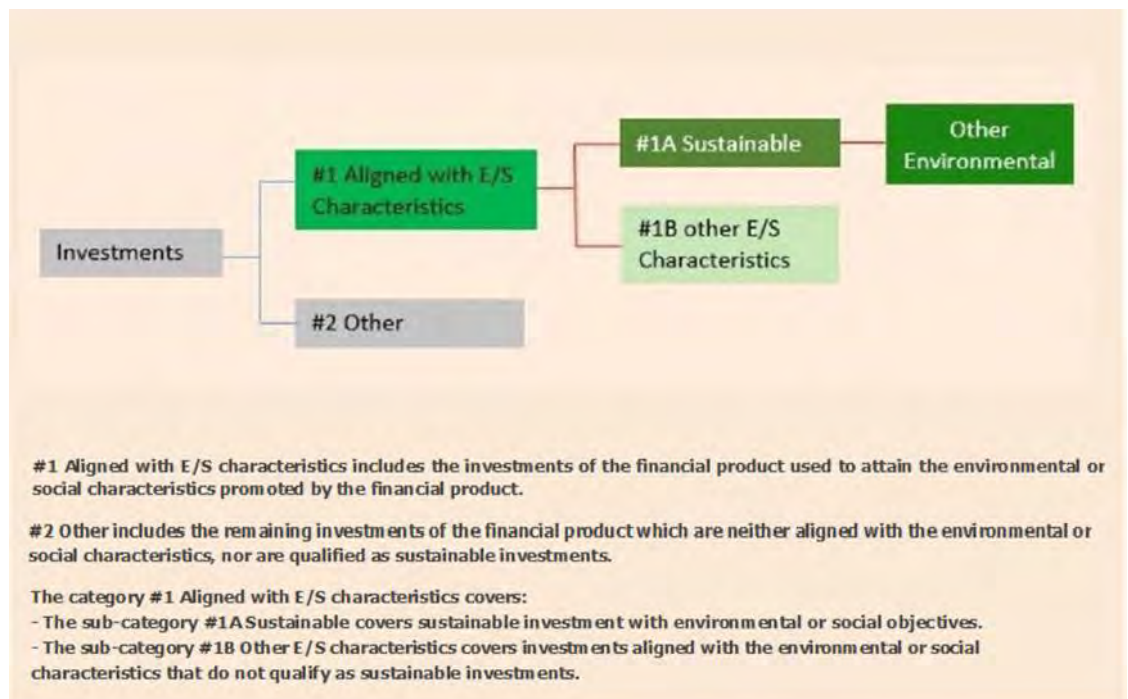 Investments
#1 Aligned with E/S
Characteristics
#2 Other
#1A Sustainable
#1B other E/S
Characteristics
Other
Environmental
#1 Aligned with E/S characteristics includes the investments of the financial product used to attain the environmental or
social characteristics promoted by the financial product.
#2 Other includes the remaining investments of the financial product which are neither aligned with the environmental or
social characteristics, nor are qualified as sustainable investments.
The category #1 Aligned with E/S characteristics covers:
- The sub-category #1A Sustainable covers sustainable investment with environmental or social objectives.
- The sub-category #1B Other E/S characteristics covers investments aligned with the environmental or social
characteristics that do not qualify as sustainable investments.